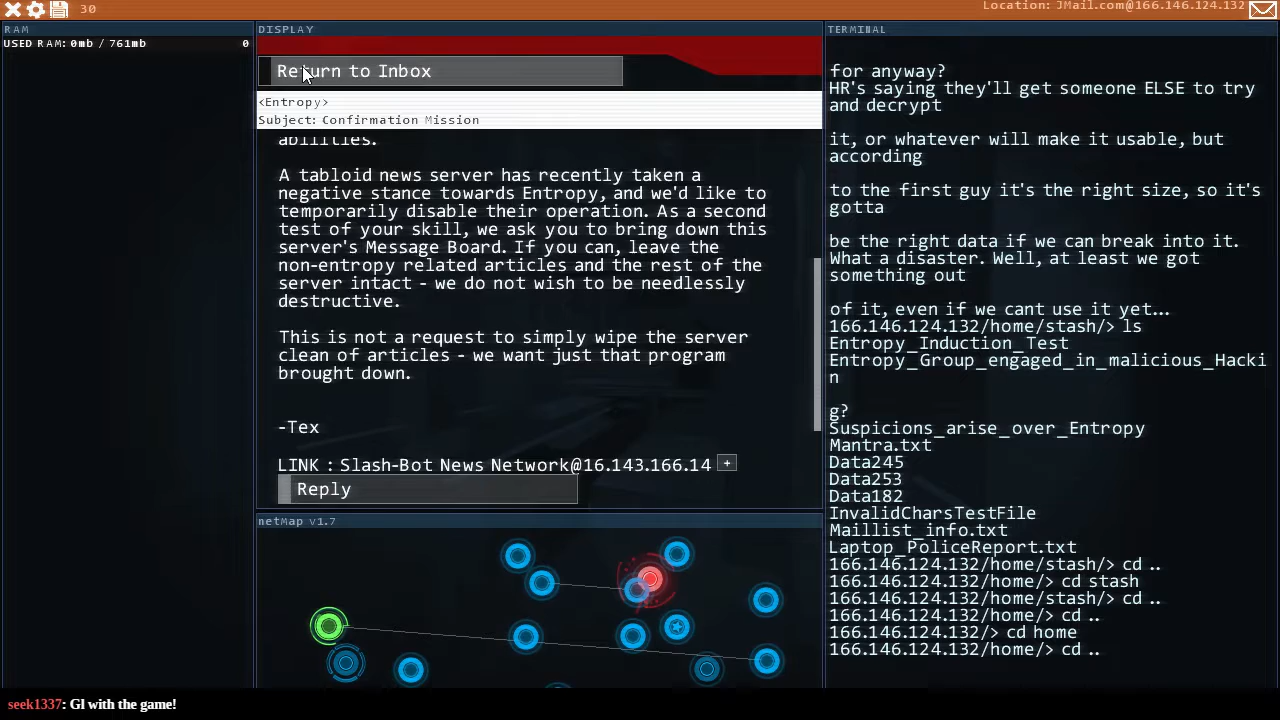 30
Location: JMail.com@166.146.124.132
RAM
USED RAM: 0mb / 761mb
0
DISPLAY
Return to Inbox
<Entropy>
Subject: Confirmation Mission
abilities.
A tabloid news server has recently taken a
negative stance towards Entropy, and we'd like to
temporarily disable their operation. As a second
test of your skill, we ask you to bring down this
server's Message Board. If you can, leave the
non-entropy related articles and the rest of the
server intact - we do not wish to be needlessly
destructive.
This is not a request to simply wipe the server
clean of articles - we want just that program
brought down.
-Tex
LINK : Slash-Bot News Network@16.143.166.14 +
Reply
netMap v1.7
TERMINAL
for anyway?
HR's saying they'll get someone ELSE to try
and decrypt
it, or whatever will make it usable, but
according
to the first guy it's the right size, so it's
gotta
be the right data if we can break into it.
What a disaster. Well, at least we got
something out
of it, even if we cant use it yet...
166.146.124.132/home/stash/> ls
Entropy_Induction_Test
Entropy_Group_engaged_in_malicious_Hacki
n
g?
Suspicions_arise_over_Entropy
Mantra.txt
Data245
Data253
Data182
InvalidCharsTestFile
Maillist_info.txt
Laptop_PoliceReport.txt
166.146.124.132/home/stash/> cd ..
166.146.124.132/home/> cd stash
166.146.124.132/home/stash/> cd ..
166.146.124.132/home/> cd ..
166.146.124.132/> cd home
166.146.124.132/home/> cd ..
seek1337: Gl with the game!